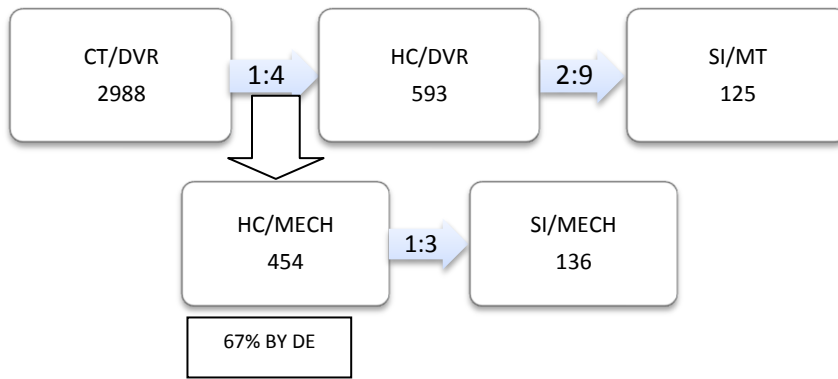 CT/DVR
2988
1:4
HC/DVR
593
2:9
SI/MT
125
HC/MECH
454
1:3
SI/MECH
136
67% BY DE